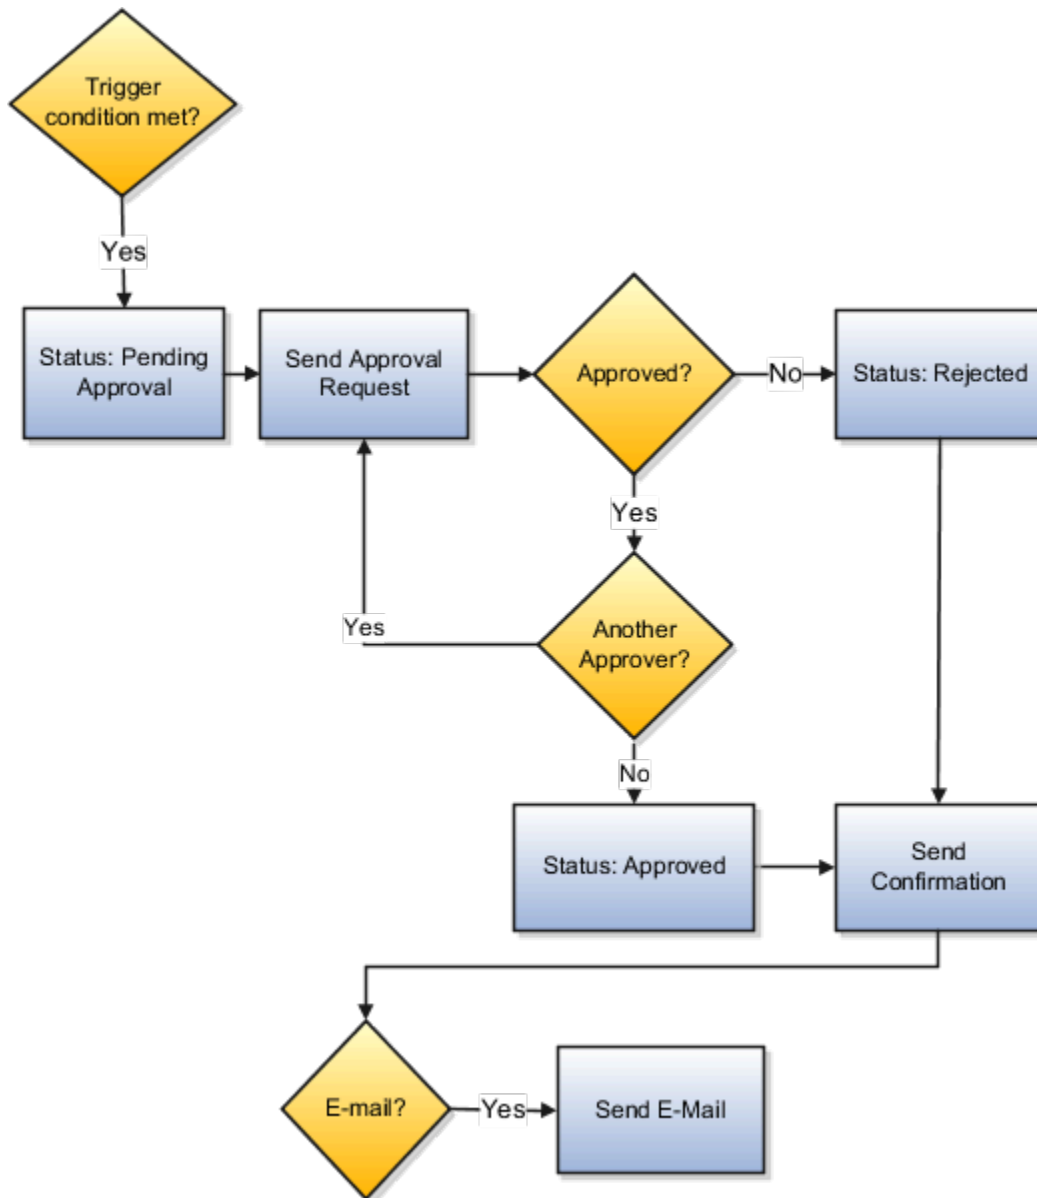 Trigger
condition met?
Yes
Status: Pending
Approval
Send Approval
Request
Approved?
No
Status: Rejected
Yes
Another
Approver?
Yes
No
Status: Approved
Send
Confirmation
E-mail?
Yes
Send E-Mail